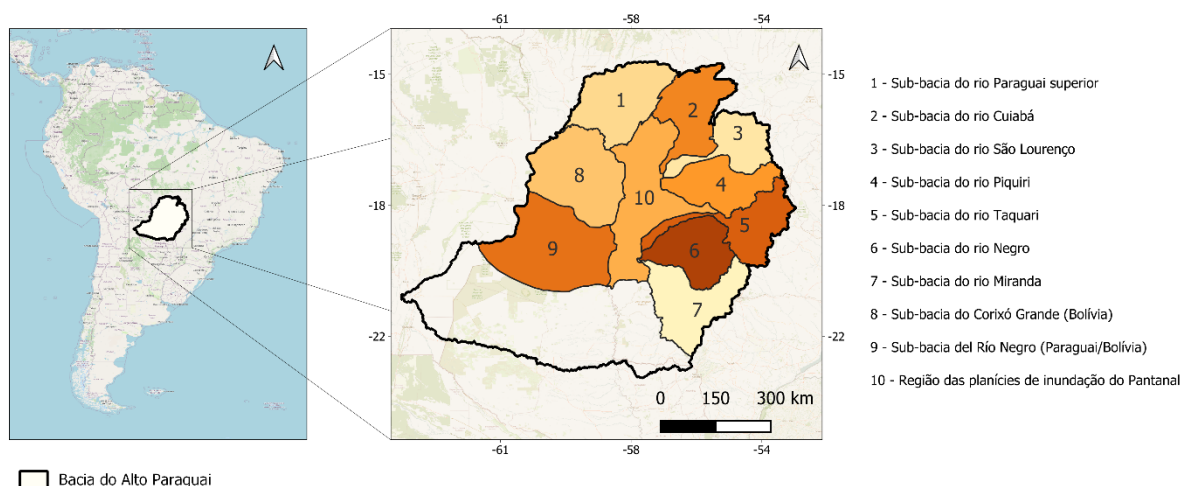 -61
-58
-54
-15
-15
-18
-18
-22
-22
1
2
3
4
5
6
7
8
9
10
0 150 300 km
-61
-58
-54
1 - Sub-bacia do rio Paraguai superior
2 - Sub-bacia do rio Cuiabá
3 - Sub-bacia do rio São Lourenço
4 - Sub-bacia do rio Piquiri
5 - Sub-bacia do rio Taquari
6 - Sub-bacia do rio Negro
7 - Sub-bacia do rio Miranda
8 - Sub-bacia do Corixó Grande (Bolívia)
9 - Sub-bacia del Río Negro (Paraguai/Bolívia)
10 - Região das planícies de inundação do Pantanal
Bacia do Alto Paraguai